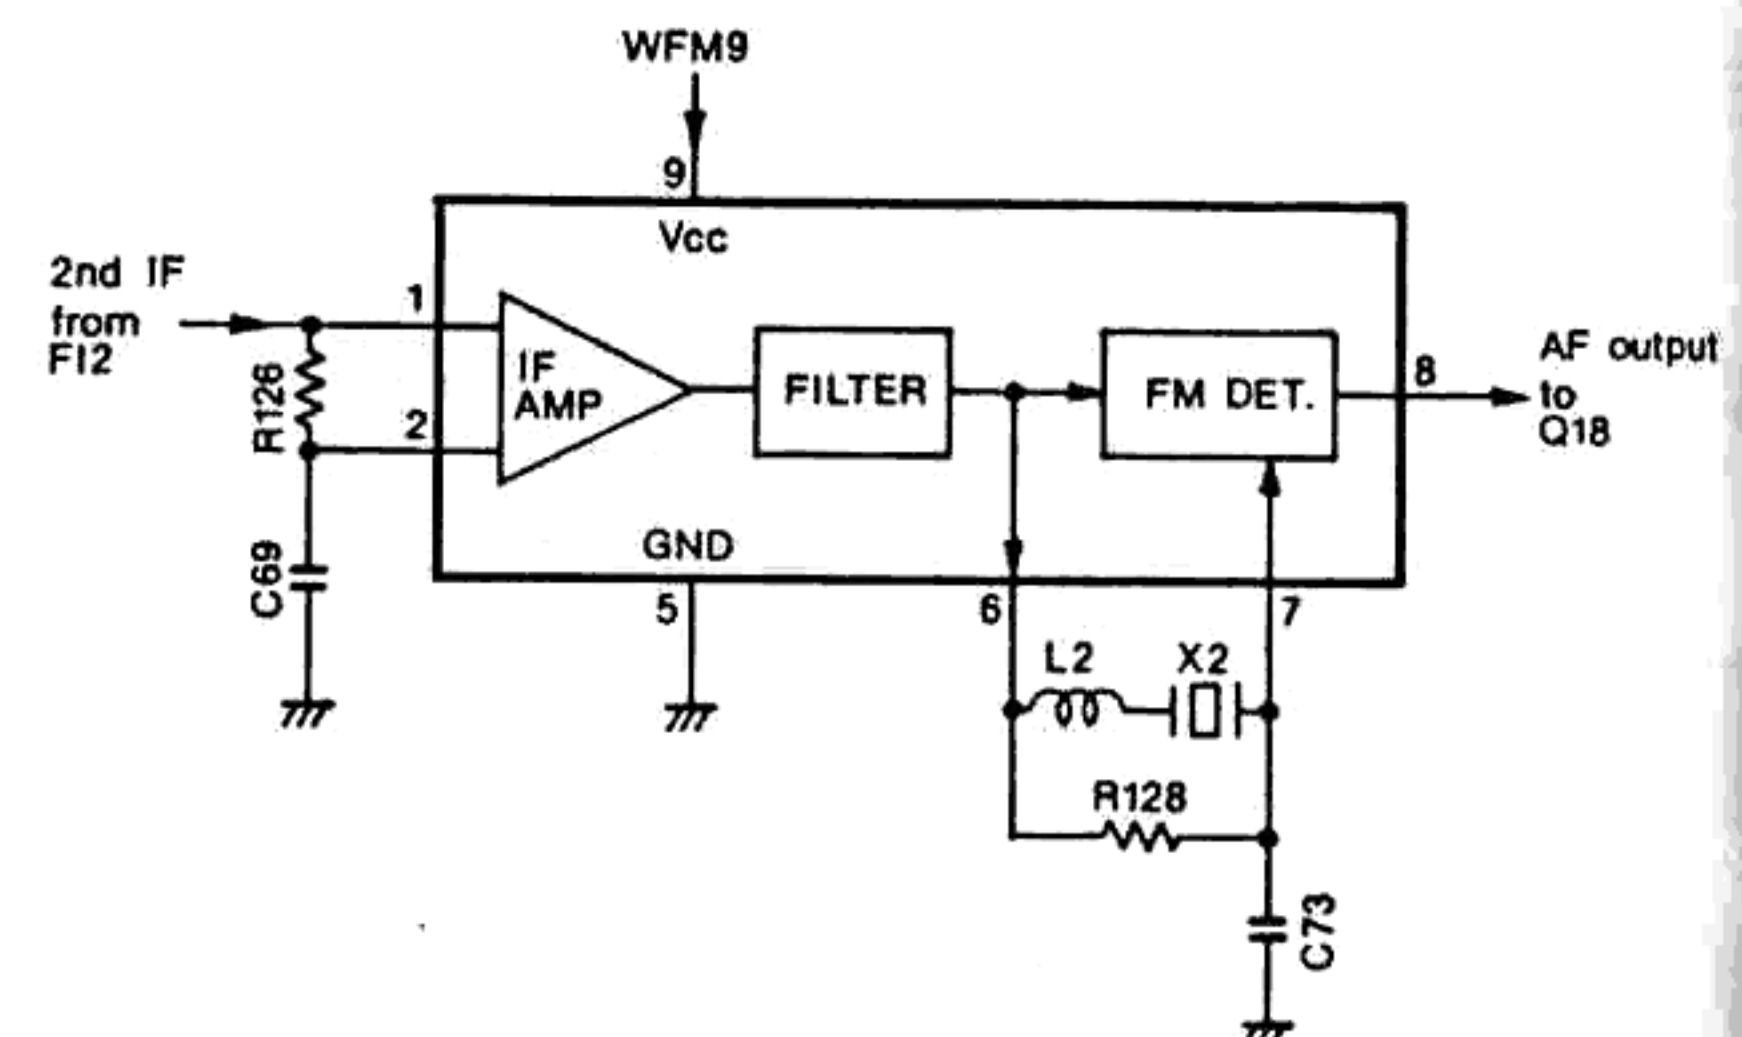 WFM9
9
Vcc
2nd IF
from
FI2
1
R126
2
IF
AMP
FILTER
FM DET.
8
AF output
to
Q18
C69
GND
5
6
7
L2
X2
R128
C73